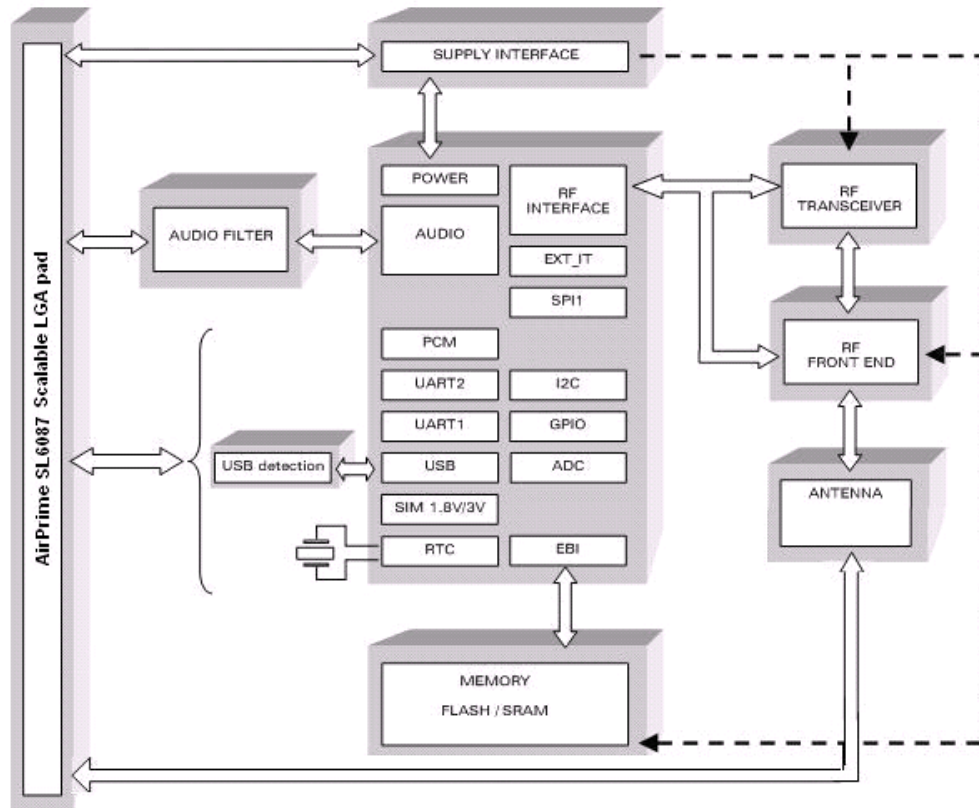 AirPrime SL6087 Scalable LGA pad
SUPPLY INTERFACE
POWER
RF
INTERFACE
AUDIO FILTER
AUDIO
EXT_IT
SPI1
RF
TRANSCEIVER
PCM
UART2
I2C
RF
FRONT END
UART1
GPIO
USB detection
USB
ADC
SIM 1.8V/3V
ANTENNA
RTC
EBI
MEMORY
FLASH / SRAM